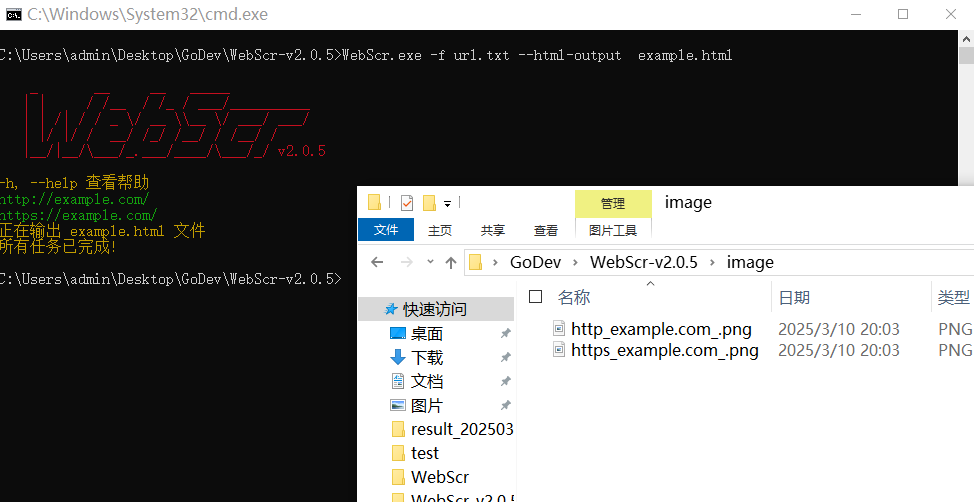 C:\Windows\System32\cmd.exe
C:\Users\admin\Desktop\GoDev\WebScr-v2.0.5>WebScr.exe -f url.txt --html-output  example.html
WebScr
v2.0.5
-h, --help 查看帮助
http://example.com/
https://example.com/
正在输出 example.html 文件
所有任务已完成!
C:\Users\admin\Desktop\GoDev\WebScr-v2.0.5>
管理
image
文件
主页
共享
查看
图片工具
GoDev
WebScr-v2.0.5
image
快速访问
桌面
下载
文档
图片
result_202503
test
WebScr
WebScr-v2.0.5
名称
日期
类型
http_example.com_.png
2025/3/10 20:03
PNG
https_example.com_.png
2025/3/10 20:03
PNG